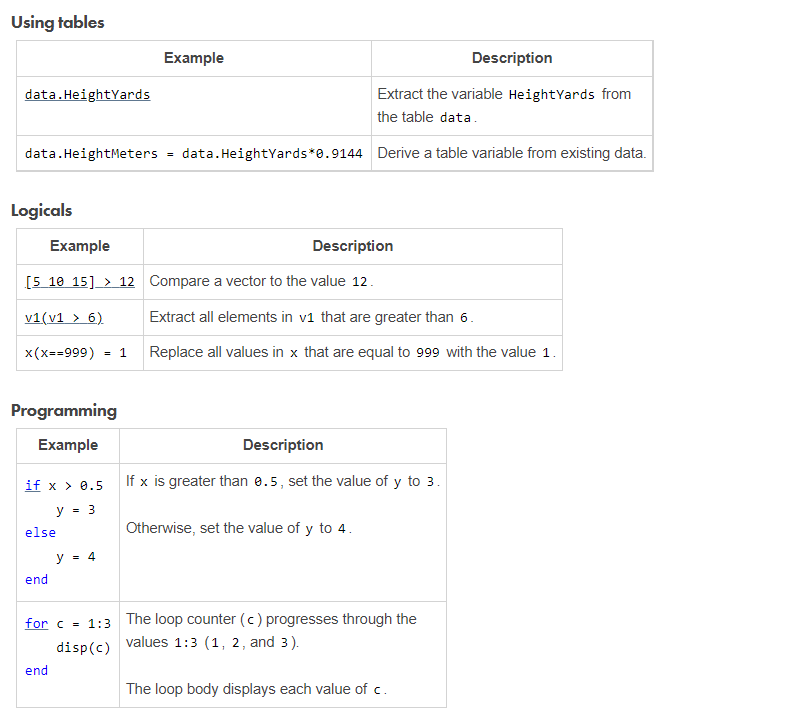 Using tables
Example Description
data.HeightYards Extract the variable HeightYards from
the table data.
data.HeightMeters = data.HeightYards*0.9144 Derive a table variable from existing data.
Logicals
Example Description
[5 10 15] > 12 Compare a vector to the value 12.
v1(v1 > 6) Extract all elements in v1 that are greater than 6.
x(x==999) = 1 Replace all values in x that are equal to 999 with the value 1.
Programming
Example Description
if x > 0.5
    y = 3
else
    y = 4
end
If x is greater than 0.5, set the value of y to 3.
Otherwise, set the value of y to 4.
for c = 1:3
    disp(c)
end
The loop counter (c) progresses through the
values 1:3 (1, 2, and 3).
The loop body displays each value of c.